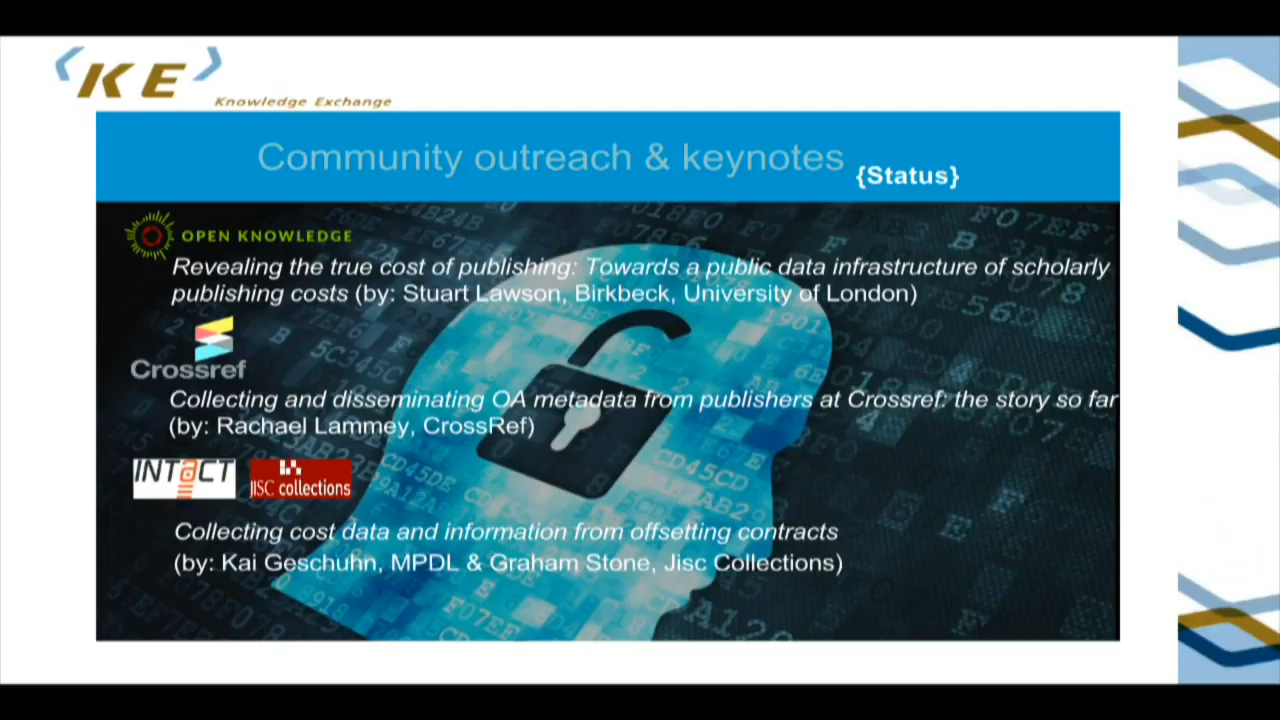 KE
Knowledge Exchange
Community outreach & keynotes {Status}
OPEN KNOWLEDGE
Revealing the true cost of publishing: Towards a public data infrastructure of scholarly
publishing costs (by: Stuart Lawson, Birkbeck, University of London)
Crossref
Collecting and disseminating OA metadata from publishers at Crossref: the story so far
(by: Rachael Lammey, CrossRef)
INTACT
JISC collections
Collecting cost data and information from offsetting contracts
(by: Kai Geschuhn, MPDL & Graham Stone, Jisc Collections)